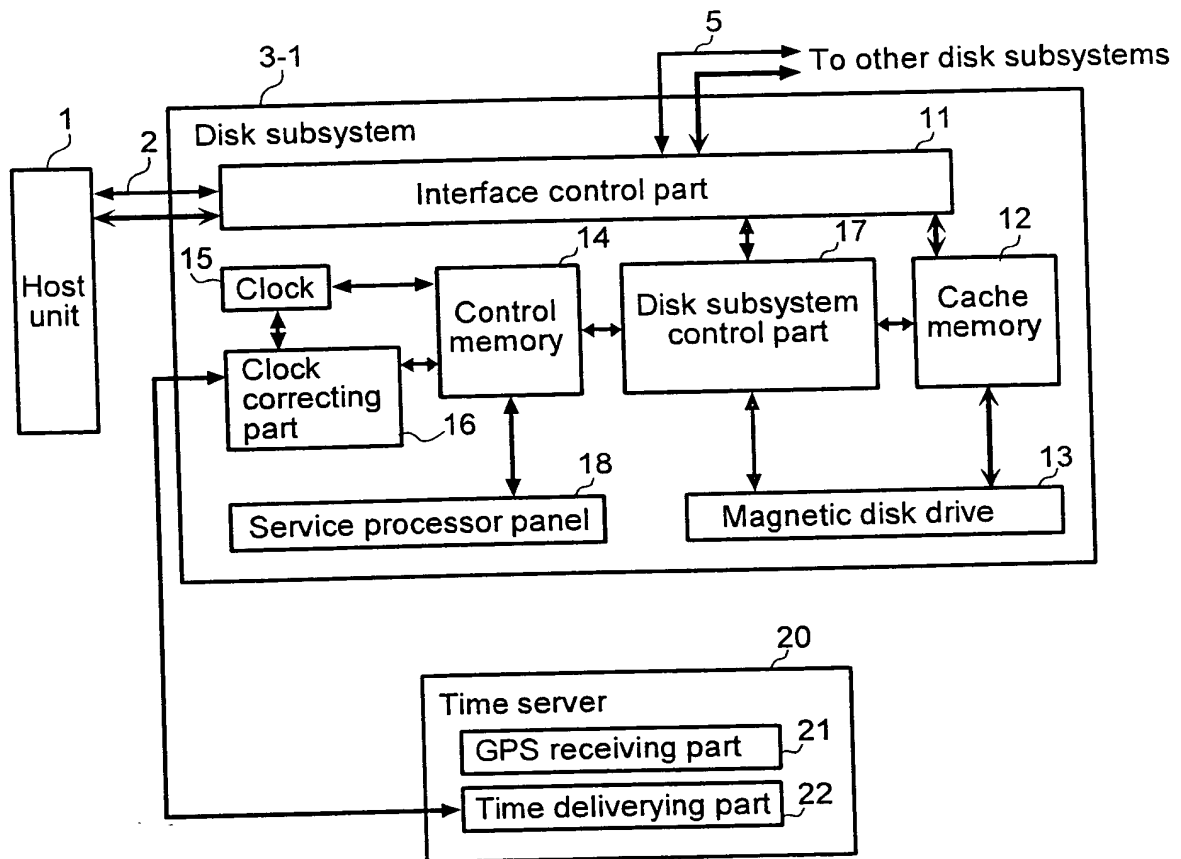 5
To other disk subsystems
3-1
1
2
Disk subsystem
11
Interface control part
Host
unit
15
Clock
14
Control
memory
17
Disk subsystem
control part
12
Cache
memory
Clock
correcting
part
16
18
Service processor panel
13
Magnetic disk drive
20
Time server
GPS receiving part
21
Time deliverying part
22